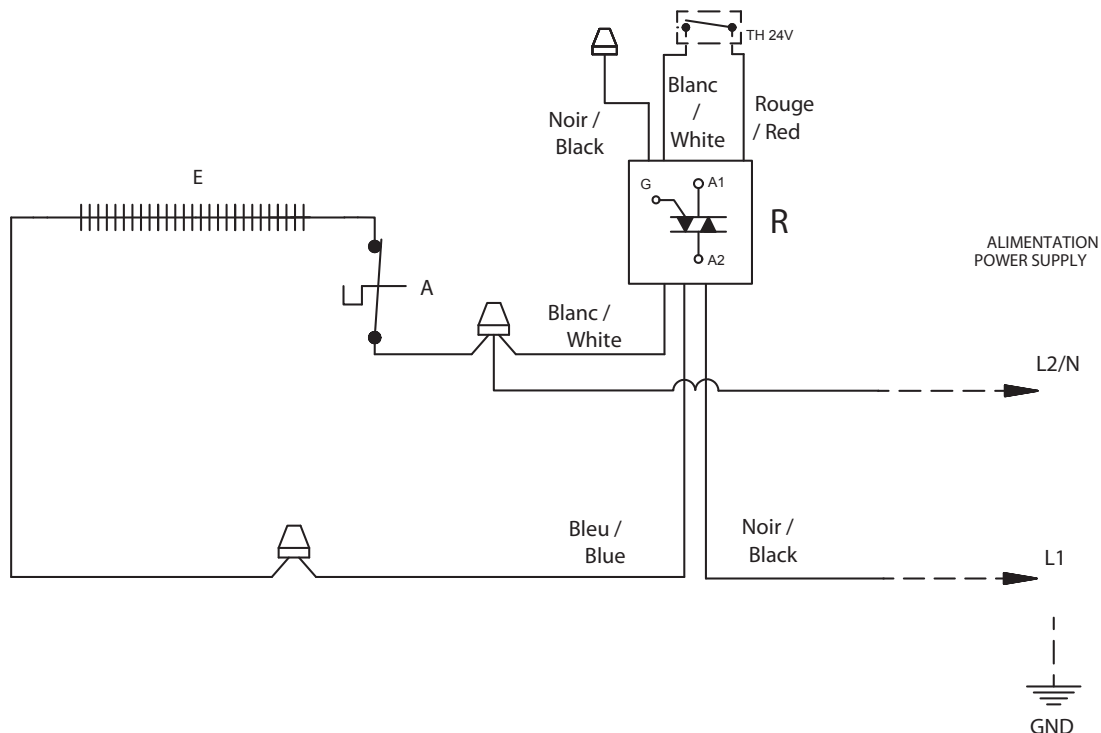 TH 24V
Blanc
/
White
Rouge
/ Red
Noir /
Black
E
G
A1
R
A2
ALIMENTATION
POWER SUPPLY
A
Blanc /
White
L2/N
Bleu /
Blue
Noir /
Black
L1
GND